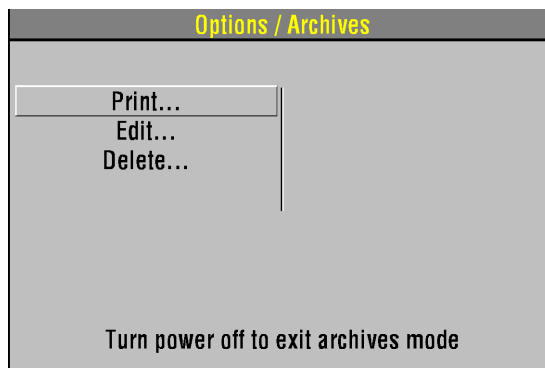 Options / Archives
Print...
Edit...
Delete...
Turn power off to exit archives mode